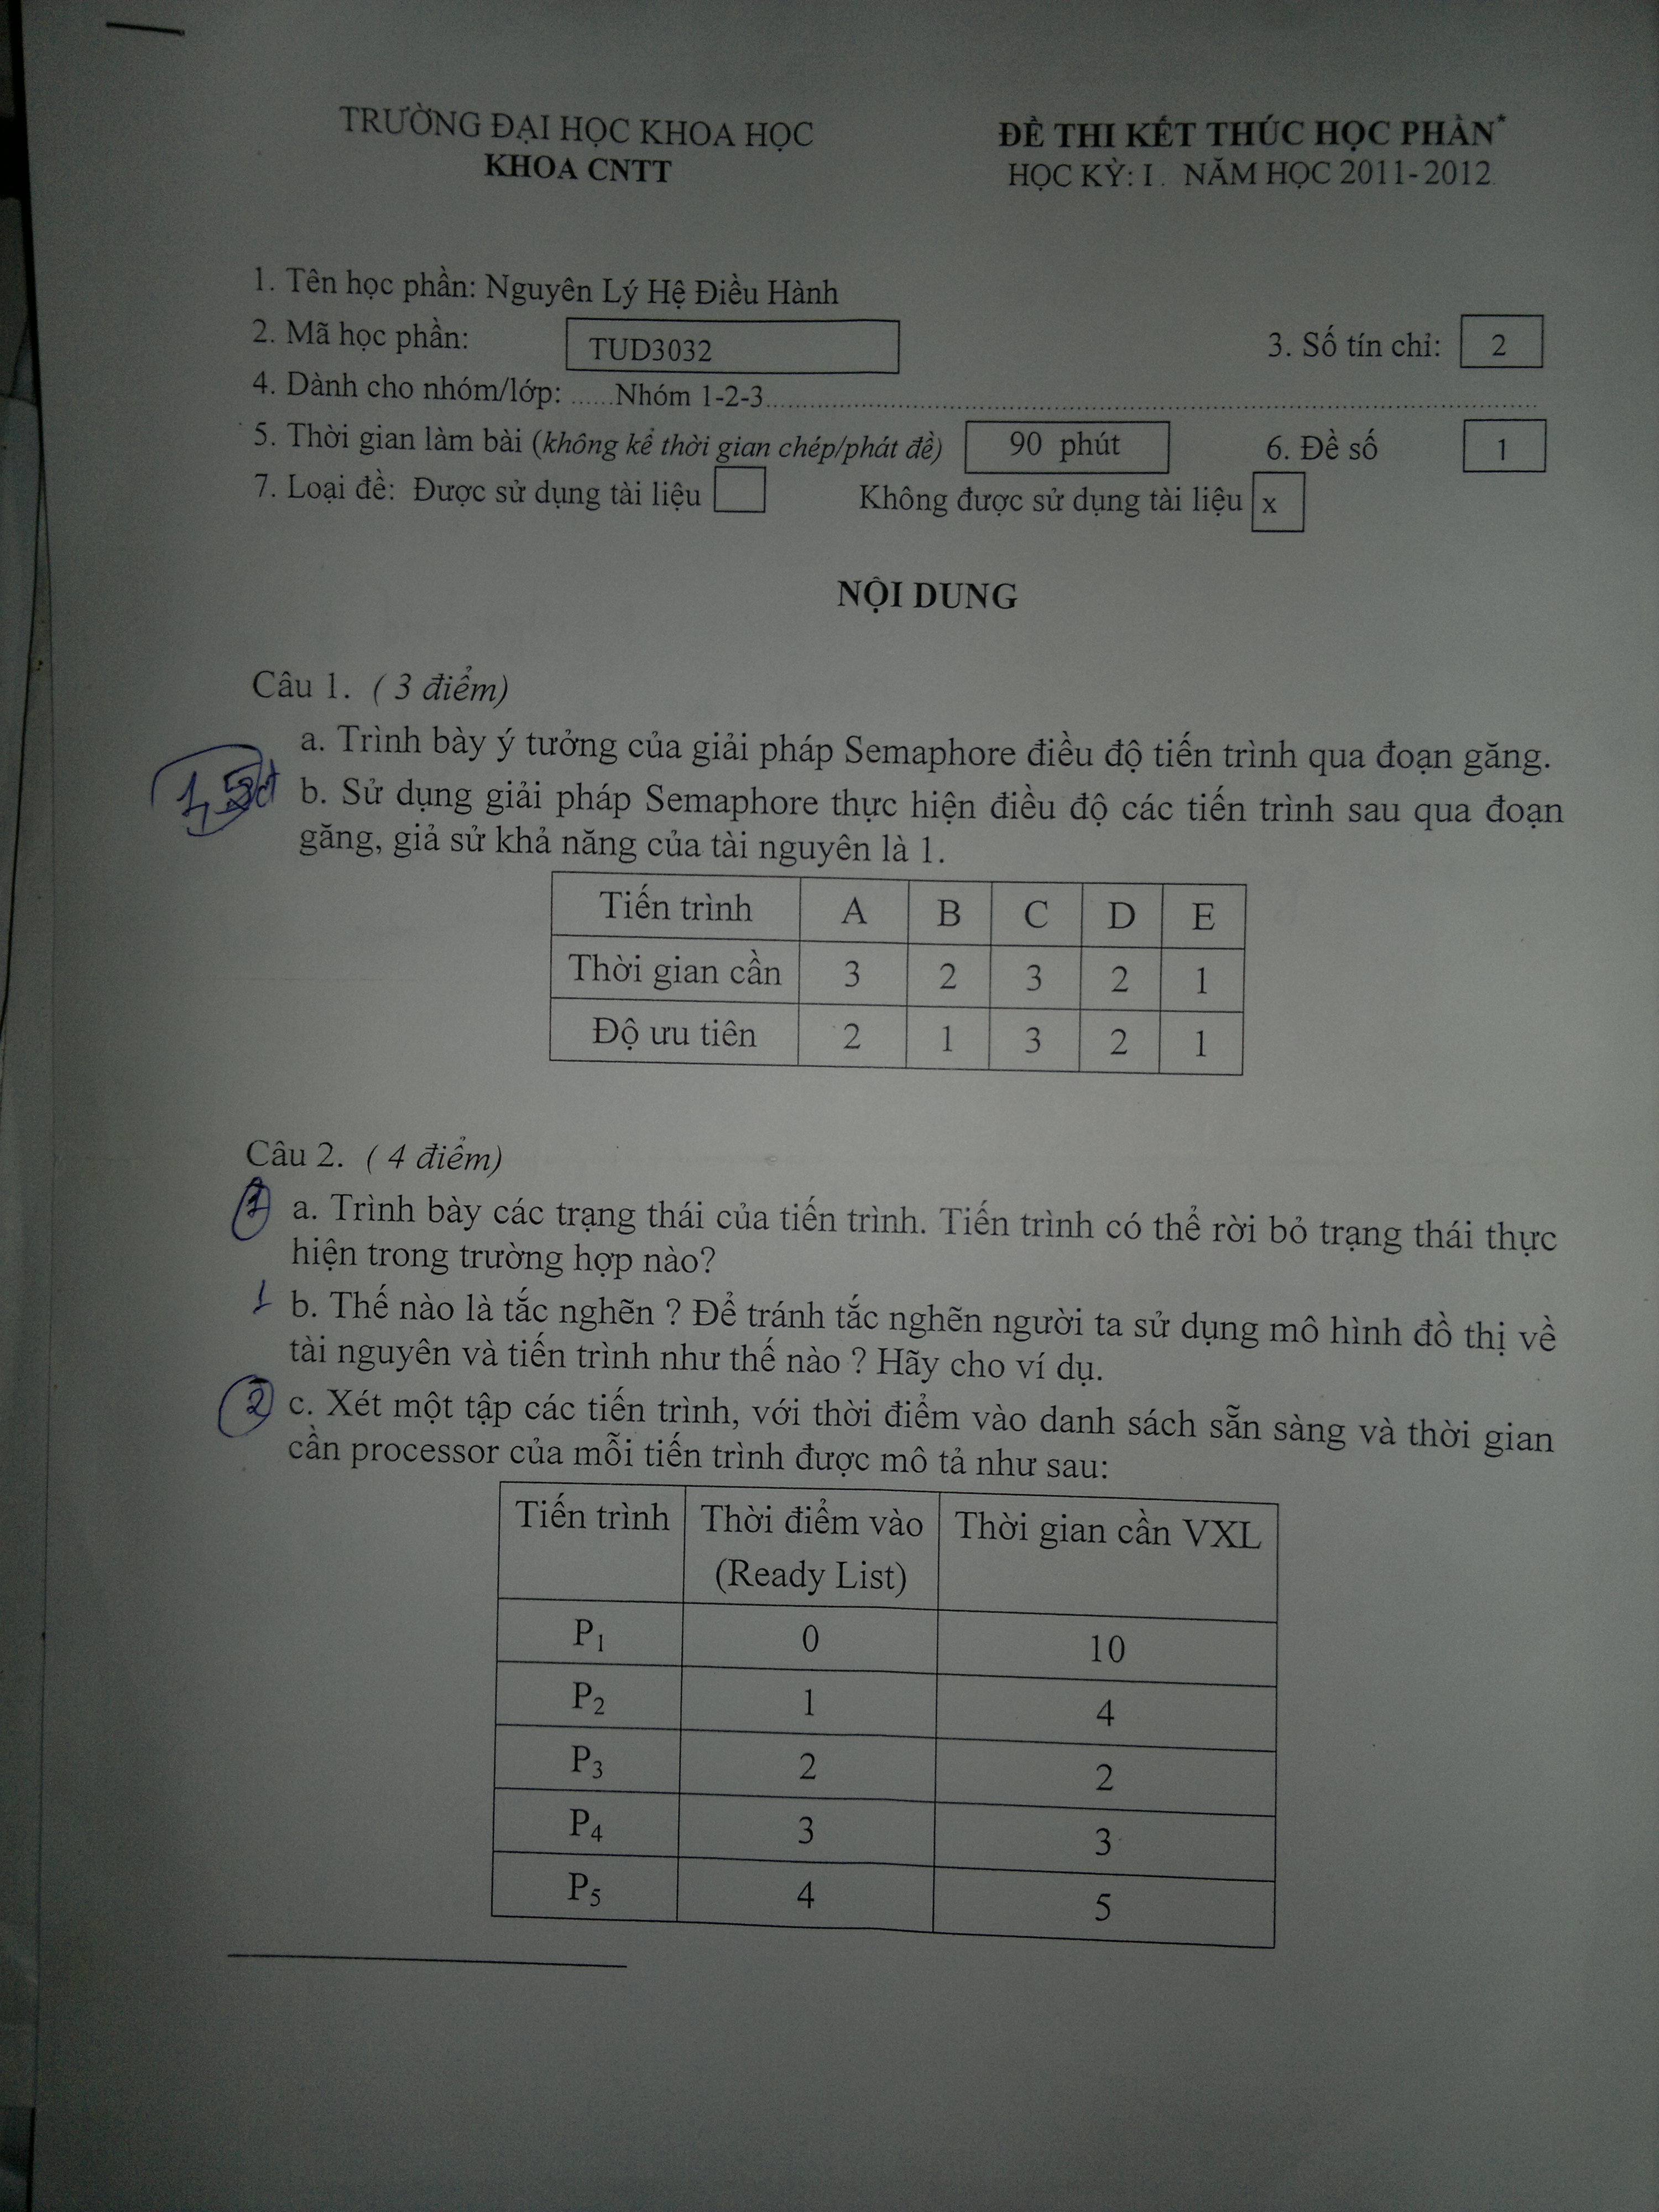 TRƯỜNG ĐẠI HỌC KHOA HỌC
KHOA CNTT
ĐỀ THI KẾT THÚC HỌC PHẦN*
HỌC KỲ: I . NĂM HỌC 2011-2012
1. Tên học phần: Nguyên Lý Hệ Điều Hành
2. Mã học phần: TUD3032 3. Số tín chỉ: 2
4. Dành cho nhóm/lớp: ......Nhóm 1-2-3..........
5. Thời gian làm bài (không kể thời gian chép/phát đề) 90 phút 6. Đề số 1
7. Loại đề: Được sử dụng tài liệu Không được sử dụng tài liệu x
NỘI DUNG
Câu 1. ( 3 điểm)
a. Trình bày ý tưởng của giải pháp Semaphore điều độ tiến trình qua đoạn găng.
b. Sử dụng giải pháp Semaphore thực hiện điều độ các tiến trình sau qua đoạn
găng, giả sử khả năng của tài nguyên là 1.
Tiến trình A B C D E
Thời gian cần 3 2 3 2 1
Độ ưu tiên 2 1 3 2 1
Câu 2. ( 4 điểm)
a. Trình bày các trạng thái của tiến trình. Tiến trình có thể rời bỏ trạng thái thực
hiện trong trường hợp nào?
1 b. Thế nào là tắc nghẽn ? Để tránh tắc nghẽn người ta sử dụng mô hình đồ thị về
tài nguyên và tiến trình như thế nào ? Hãy cho ví dụ.
2 c. Xét một tập các tiến trình, với thời điểm vào danh sách sẵn sàng và thời gian
cần processor của mỗi tiến trình được mô tả như sau:
Tiến trình Thời điểm vào Thời gian cần VXL
(Ready List)
P1 0 10
P2 1 4
P3 2 2
P4 3 3
P5 4 5